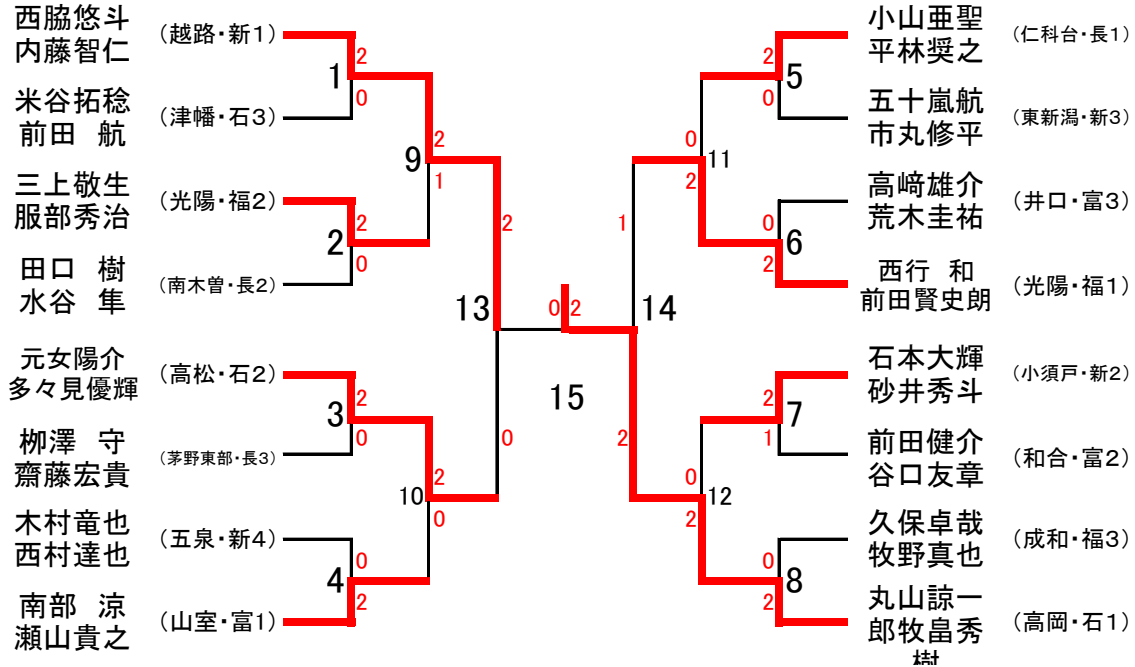 西脇悠斗
内藤智仁
（越路・新1）
米谷拓稔
前田 航
（津幡・石3）
三上敬生
服部秀治
（光陽・福2）
田口 樹
水谷 隼
（南木曽・長2）
元女陽介
多々見優輝
（高松・石2）
栁澤 守
齋藤宏貴
（茅野東部・長3）
木村竜也
西村達也
（五泉・新4）
南部 涼
瀬山貴之
（山室・富1）
1
2
0
2
2
0
3
2
0
4
0
2
9
2
1
10
2
0
13
2
0
0
2
15
14
1
2
11
0
2
12
0
2
5
2
0
6
0
2
7
2
1
8
0
2
小山亜聖
平林奨之
（仁科台・長1）
五十嵐航
市丸修平
（東新潟・新3）
高﨑雄介
荒木圭祐
（井口・富3）
西行 和
前田賢史朗
（光陽・福1）
石本大輝
砂井秀斗
（小須戸・新2）
前田健介
谷口友章
（和合・富2）
久保卓哉
牧野真也
（成和・福3）
丸山諒一
郎牧畠秀
樹
（高岡・石1）